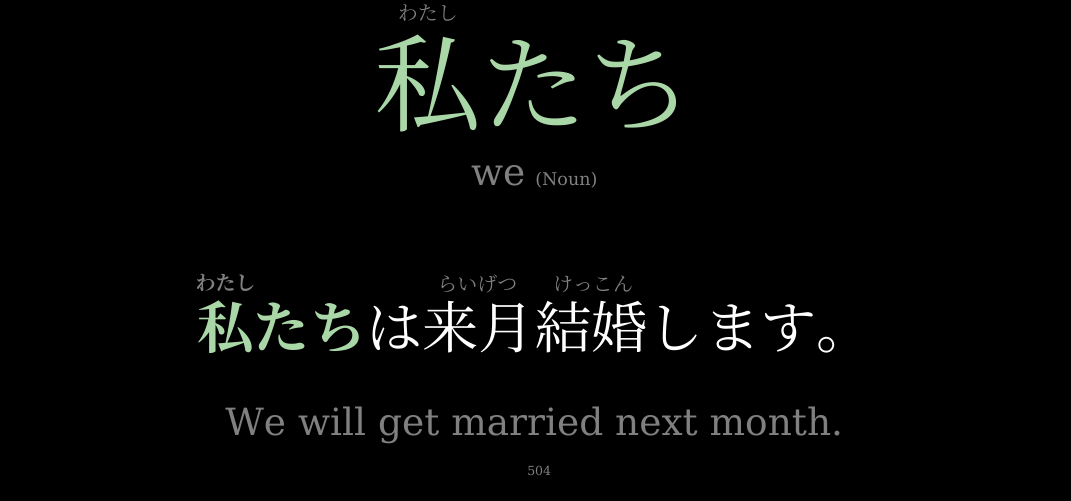 わたし
私たち
we (Noun)
わたし らいげつ けっこん
私たちは来月結婚します。
We will get married next month.
504